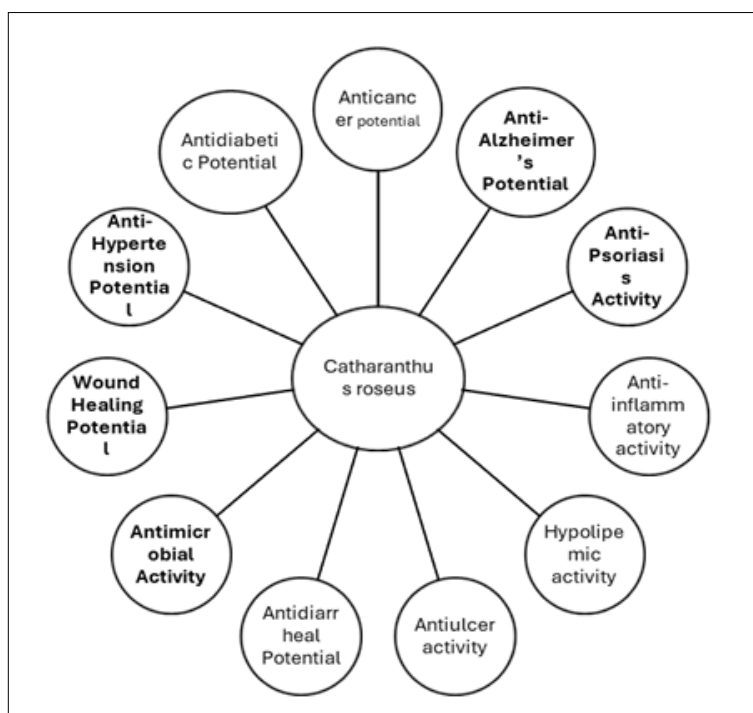 Anticanc
er potential
Anti-
Alzheimer
's
Potential
Anti-
Psoriasi
s
Activity
Anti-
inflamm
atory
activity
Hypolipe
mic
activity
Antiulcer
activity
Antidiarr
heal
Potential
Antimicr
obial
Activity
Wound
Healing
Potentia
l
Anti-
Hyperte
nsion
Potentia
l
Antidiabeti
c Potential
Catharanthu
s roseus